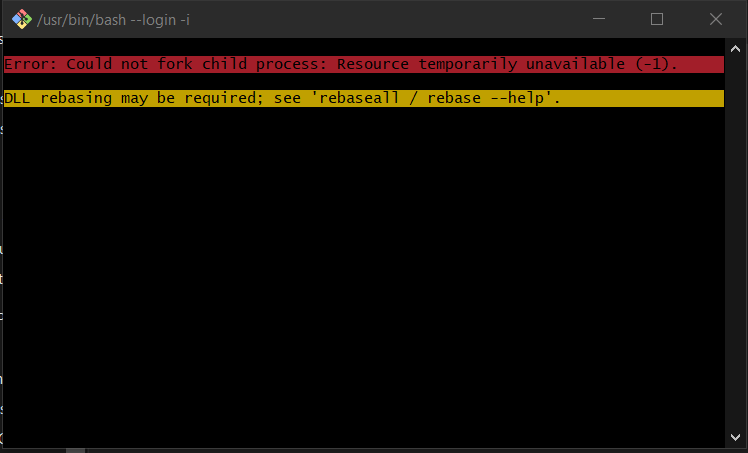 /usr/bin/bash --login -i
Error: Could not fork child process: Resource temporarily unavailable (-1).
DLL rebasing may be required; see 'rebaseall / rebase --help'.